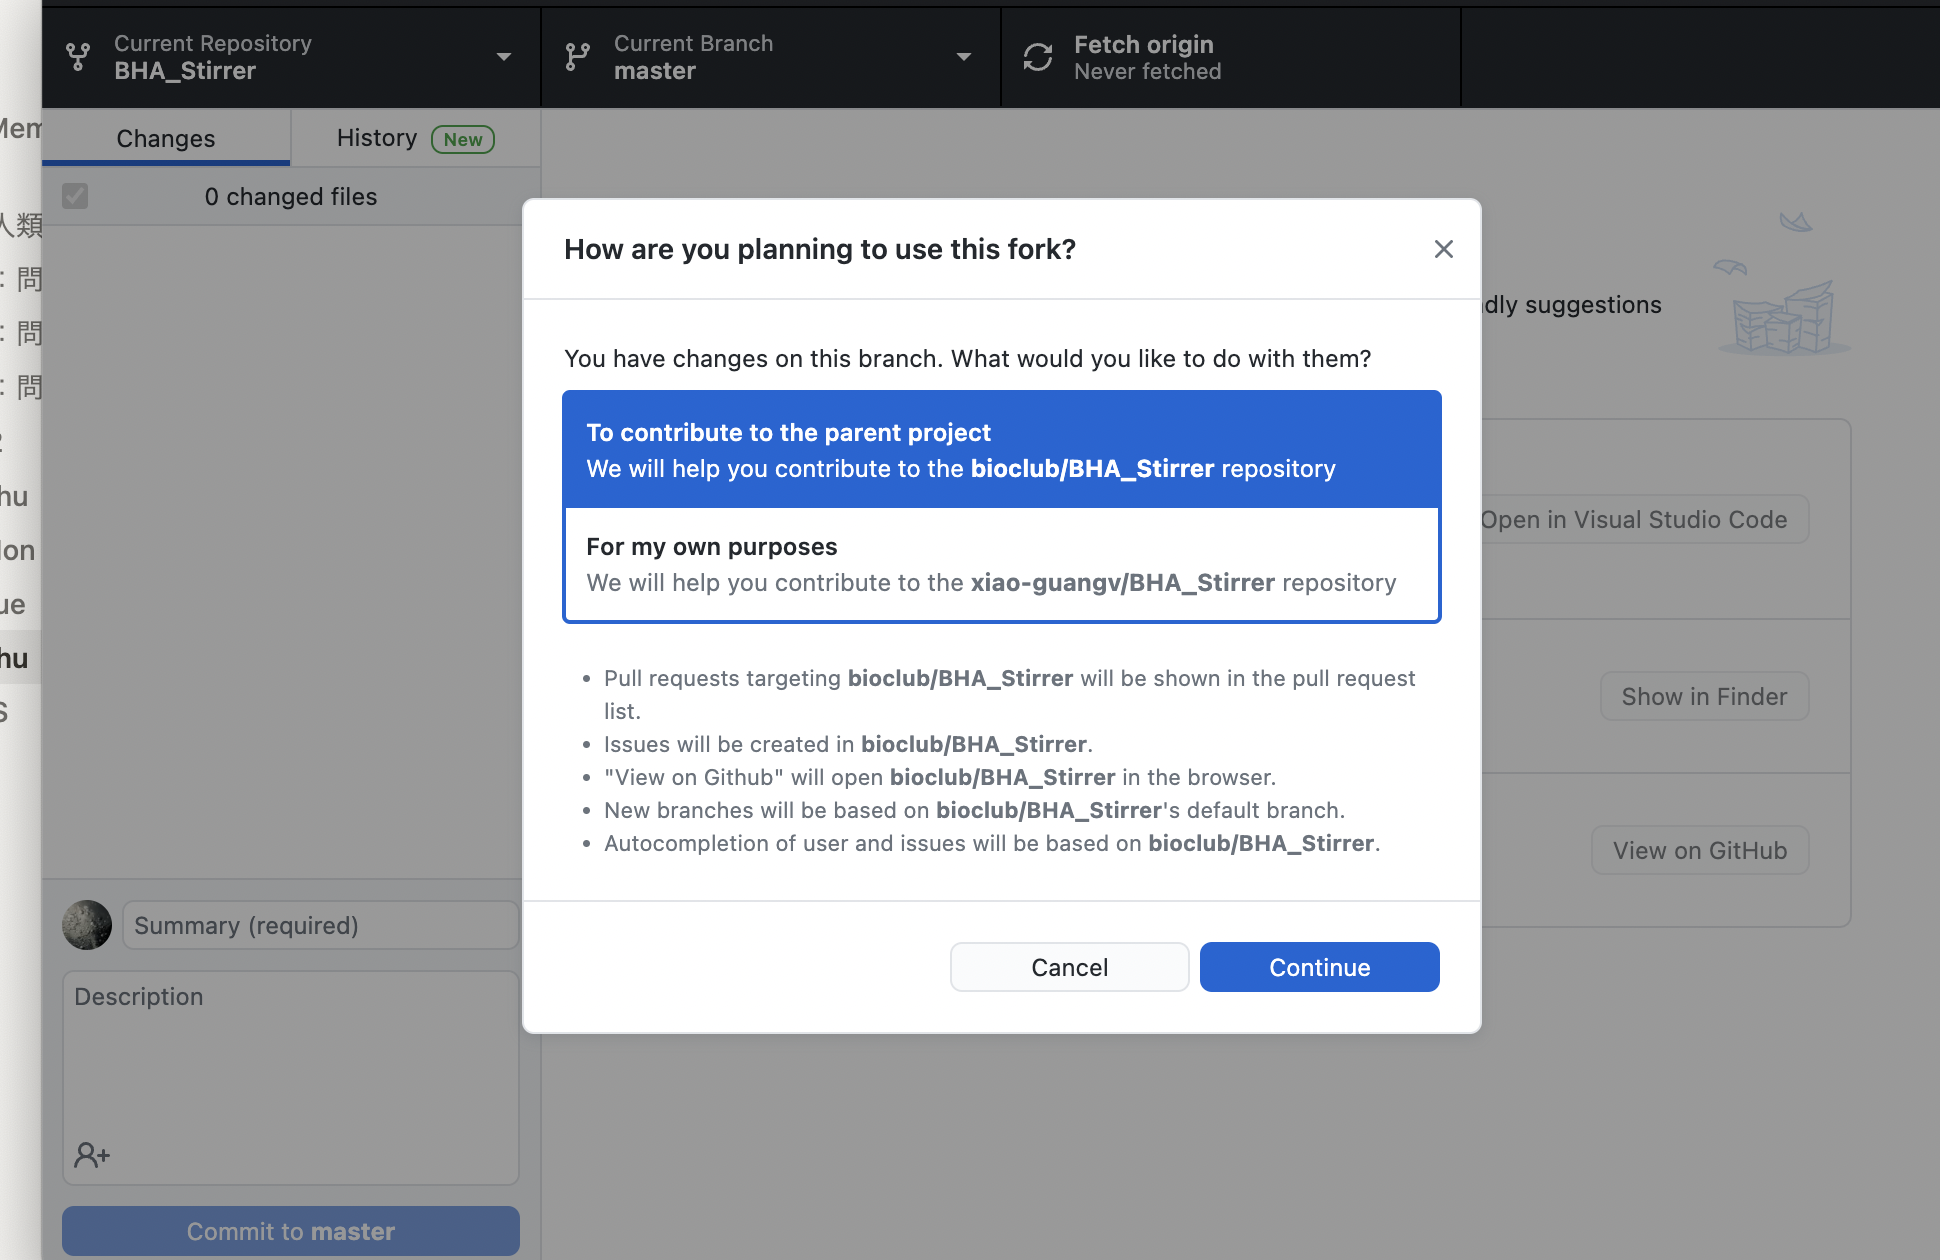 Current Repository
BHA_Stirrer
Current Branch
master
Fetch origin
Never fetched
Changes
History New
0 changed files
人類
: 問
: 問
: 問
hu
ue
hu
How are you planning to use this fork?
You have changes on this branch. What would you like to do with them?
To contribute to the parent project
We will help you contribute to the bioclub/BHA_Stirrer repository
For my own purposes
We will help you contribute to the xiao-guangv/BHA_Stirrer repository
• Pull requests targeting bioclub/BHA_Stirrer will be shown in the pull request
list.
• Issues will be created in bioclub/BHA_Stirrer.
• "View on Github" will open bioclub/BHA_Stirrer in the browser.
• New branches will be based on bioclub/BHA_Stirrer's default branch.
• Autocompletion of user and issues will be based on bioclub/BHA_Stirrer.
Cancel
Continue
dly suggestions
Open in Visual Studio Code
Show in Finder
View on GitHub
Summary (required)
Description
Commit to master